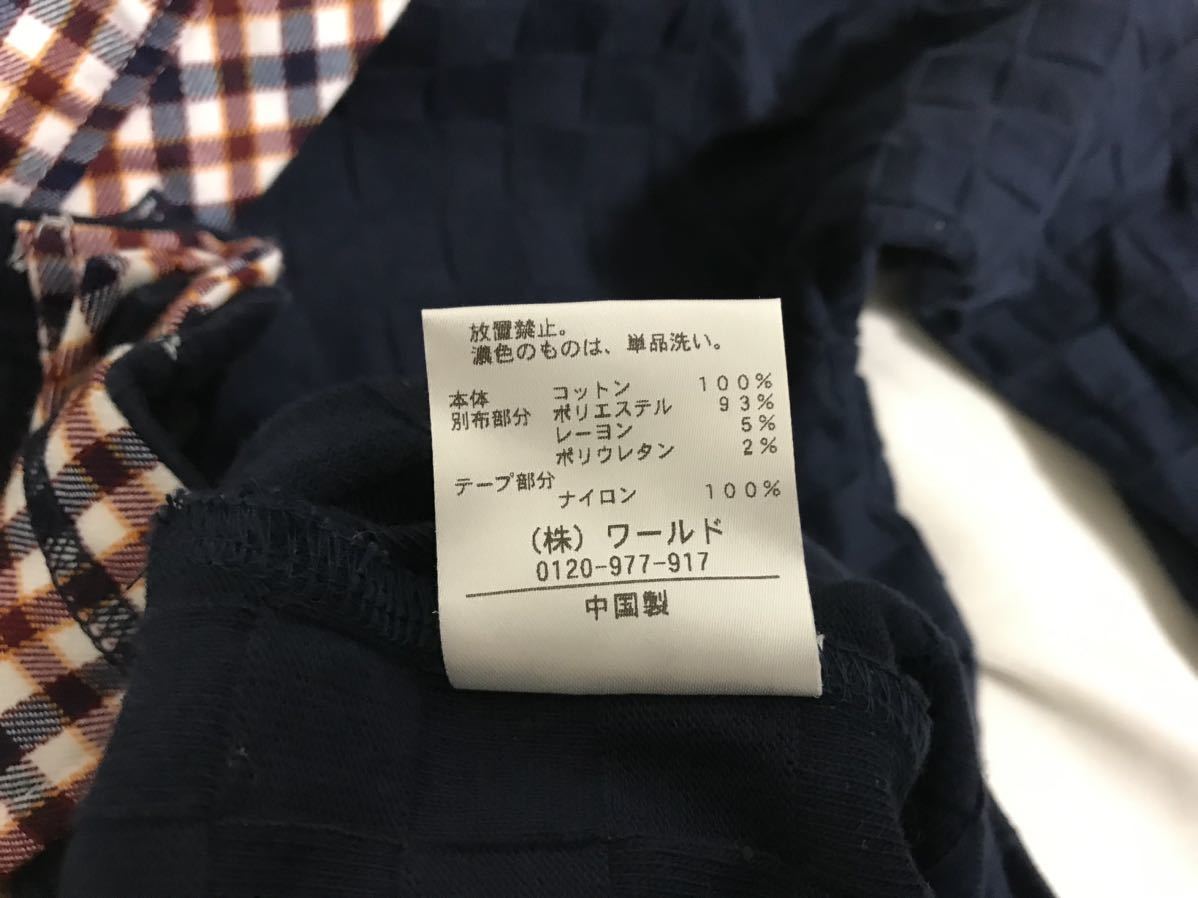 放置禁止。
濃色のものは、単品洗い。
本体 コットン 100%
別布部分 ポリエステル 93%
レーヨン 5%
ポリウレタン 2%
テープ部分
ナイロン 100%
(株) ワールド
0120-977-917
中国製